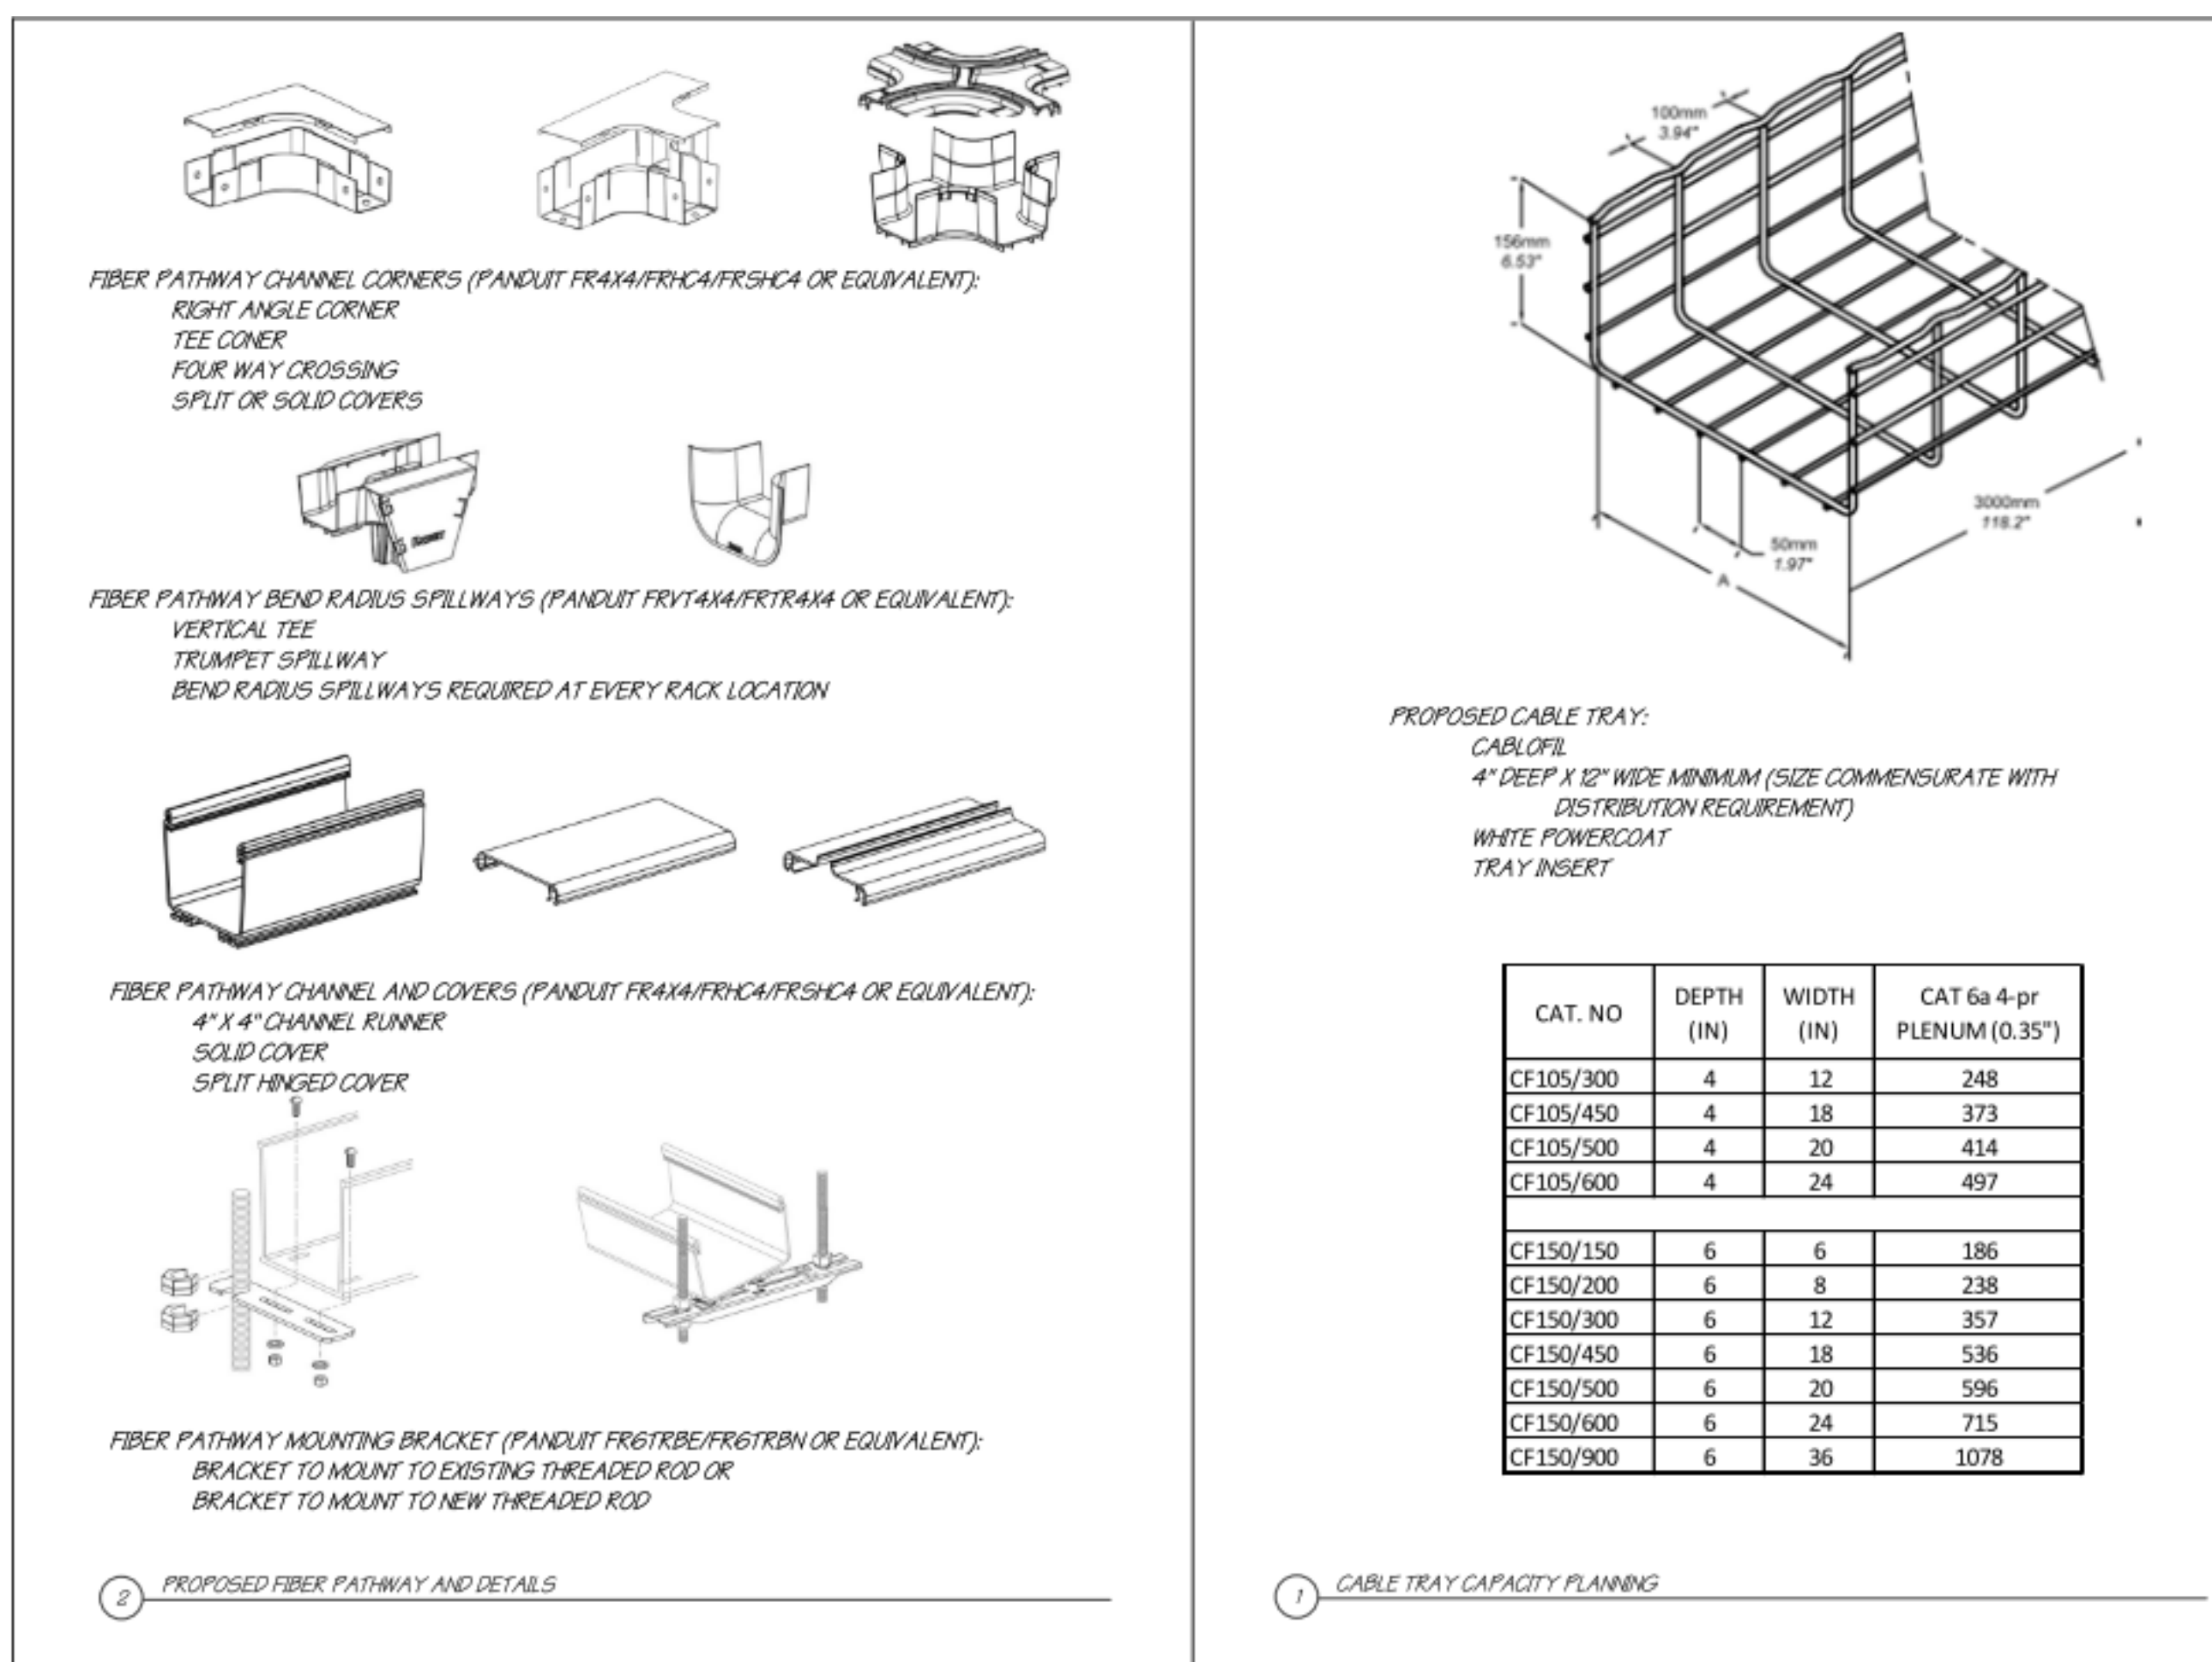 FIBER PATHWAY CHANNEL CORNERS (PANDUIT FR4X4/FRHC4/FRSHC4 OR EQUIVALENT):
RIGHT ANGLE CORNER
TEE CONER
FOUR WAY CROSSING
SPLIT OR SOLID COVERS
FIBER PATHWAY BEND RADIUS SPILLWAYS (PANDUIT FRVT4X4/FRTR4X4 OR EQUIVALENT):
VERTICAL TEE
TRUMPET SPILLWAY
BEND RADIUS SPILLWAYS REQUIRED AT EVERY RACK LOCATION
FIBER PATHWAY CHANNEL AND COVERS (PANDUIT FR4X4/FRHC4/FRSHC4 OR EQUIVALENT):
4" X 4" CHANNEL RUNNER
SOLID COVER
SPLIT HINGED COVER
FIBER PATHWAY MOUNTING BRACKET (PANDUIT FR6TRBE/FR6TRBN OR EQUIVALENT):
BRACKET TO MOUNT TO EXISTING THREADED ROD OR
BRACKET TO MOUNT TO NEW THREADED ROD
2 PROPOSED FIBER PATHWAY AND DETAILS
100mm
3.94"
156mm
6.53"
3000mm
118.2"
50mm
1.97"
A
PROPOSED CABLE TRAY:
CABLOFIL
4" DEEP X 12" WIDE MINIMUM (SIZE COMMENSURATE WITH
DISTRIBUTION REQUIREMENT)
WHITE POWERCOAT
TRAY INSERT
CAT. NO DEPTH (IN) WIDTH (IN) CAT 6a 4-pr PLENUM (0.35")
CF105/300 4 12 248
CF105/450 4 18 373
CF105/500 4 20 414
CF105/600 4 24 497
CF150/150 6 6 186
CF150/200 6 8 238
CF150/300 6 12 357
CF150/450 6 18 536
CF150/500 6 20 596
CF150/600 6 24 715
CF150/900 6 36 1078
1 CABLE TRAY CAPACITY PLANNING